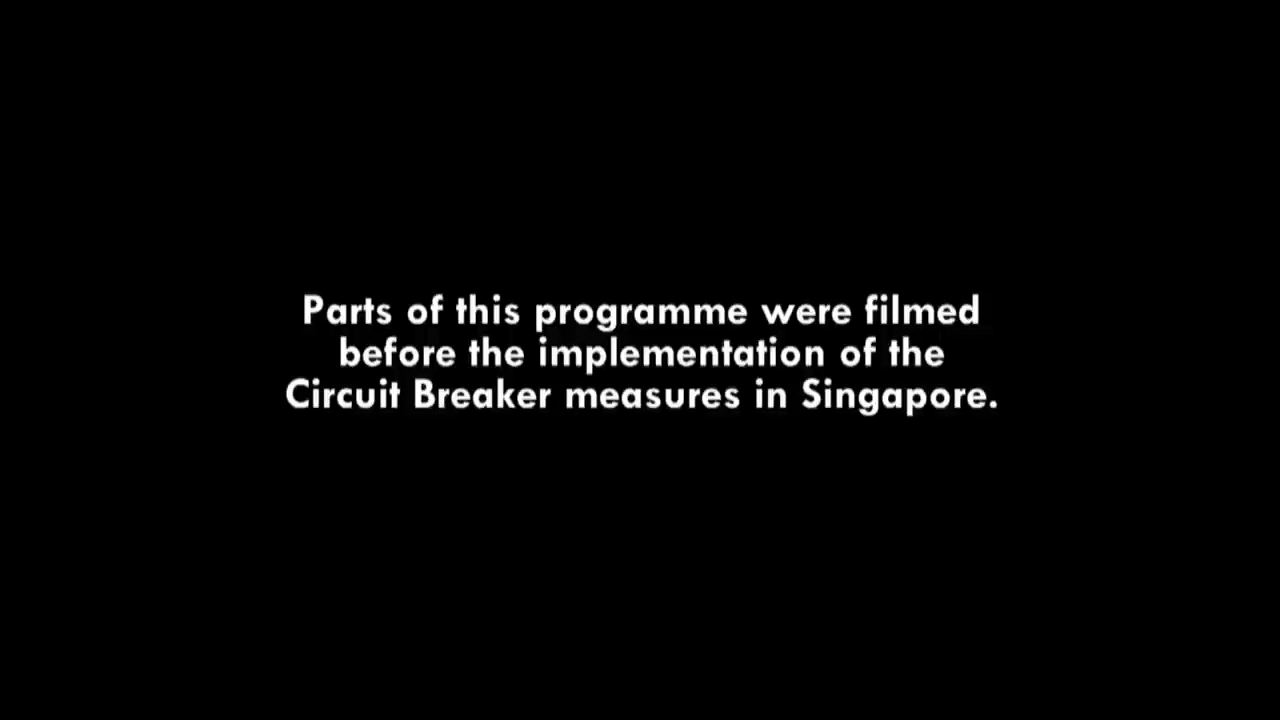 Parts of this programme were filmed
before the implementation of the
Circuit Breaker measures in Singapore.